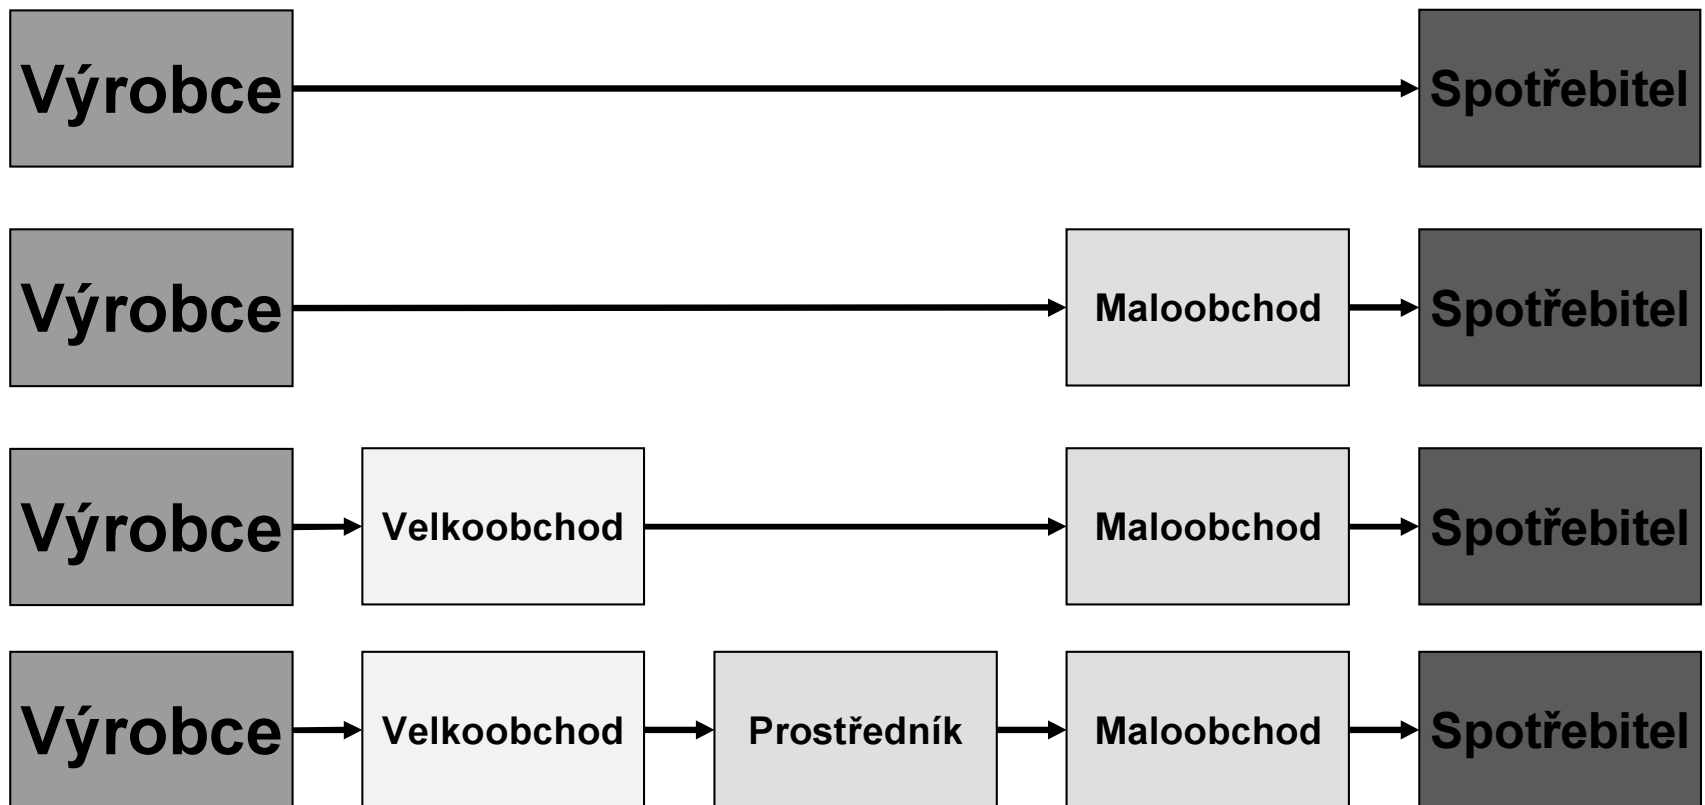 Výrobce Spotřebitel
Výrobce Maloobchod Spotřebitel
Výrobce Velkoobchod Maloobchod Spotřebitel
Výrobce Velkoobchod Prostředník Maloobchod Spotřebitel